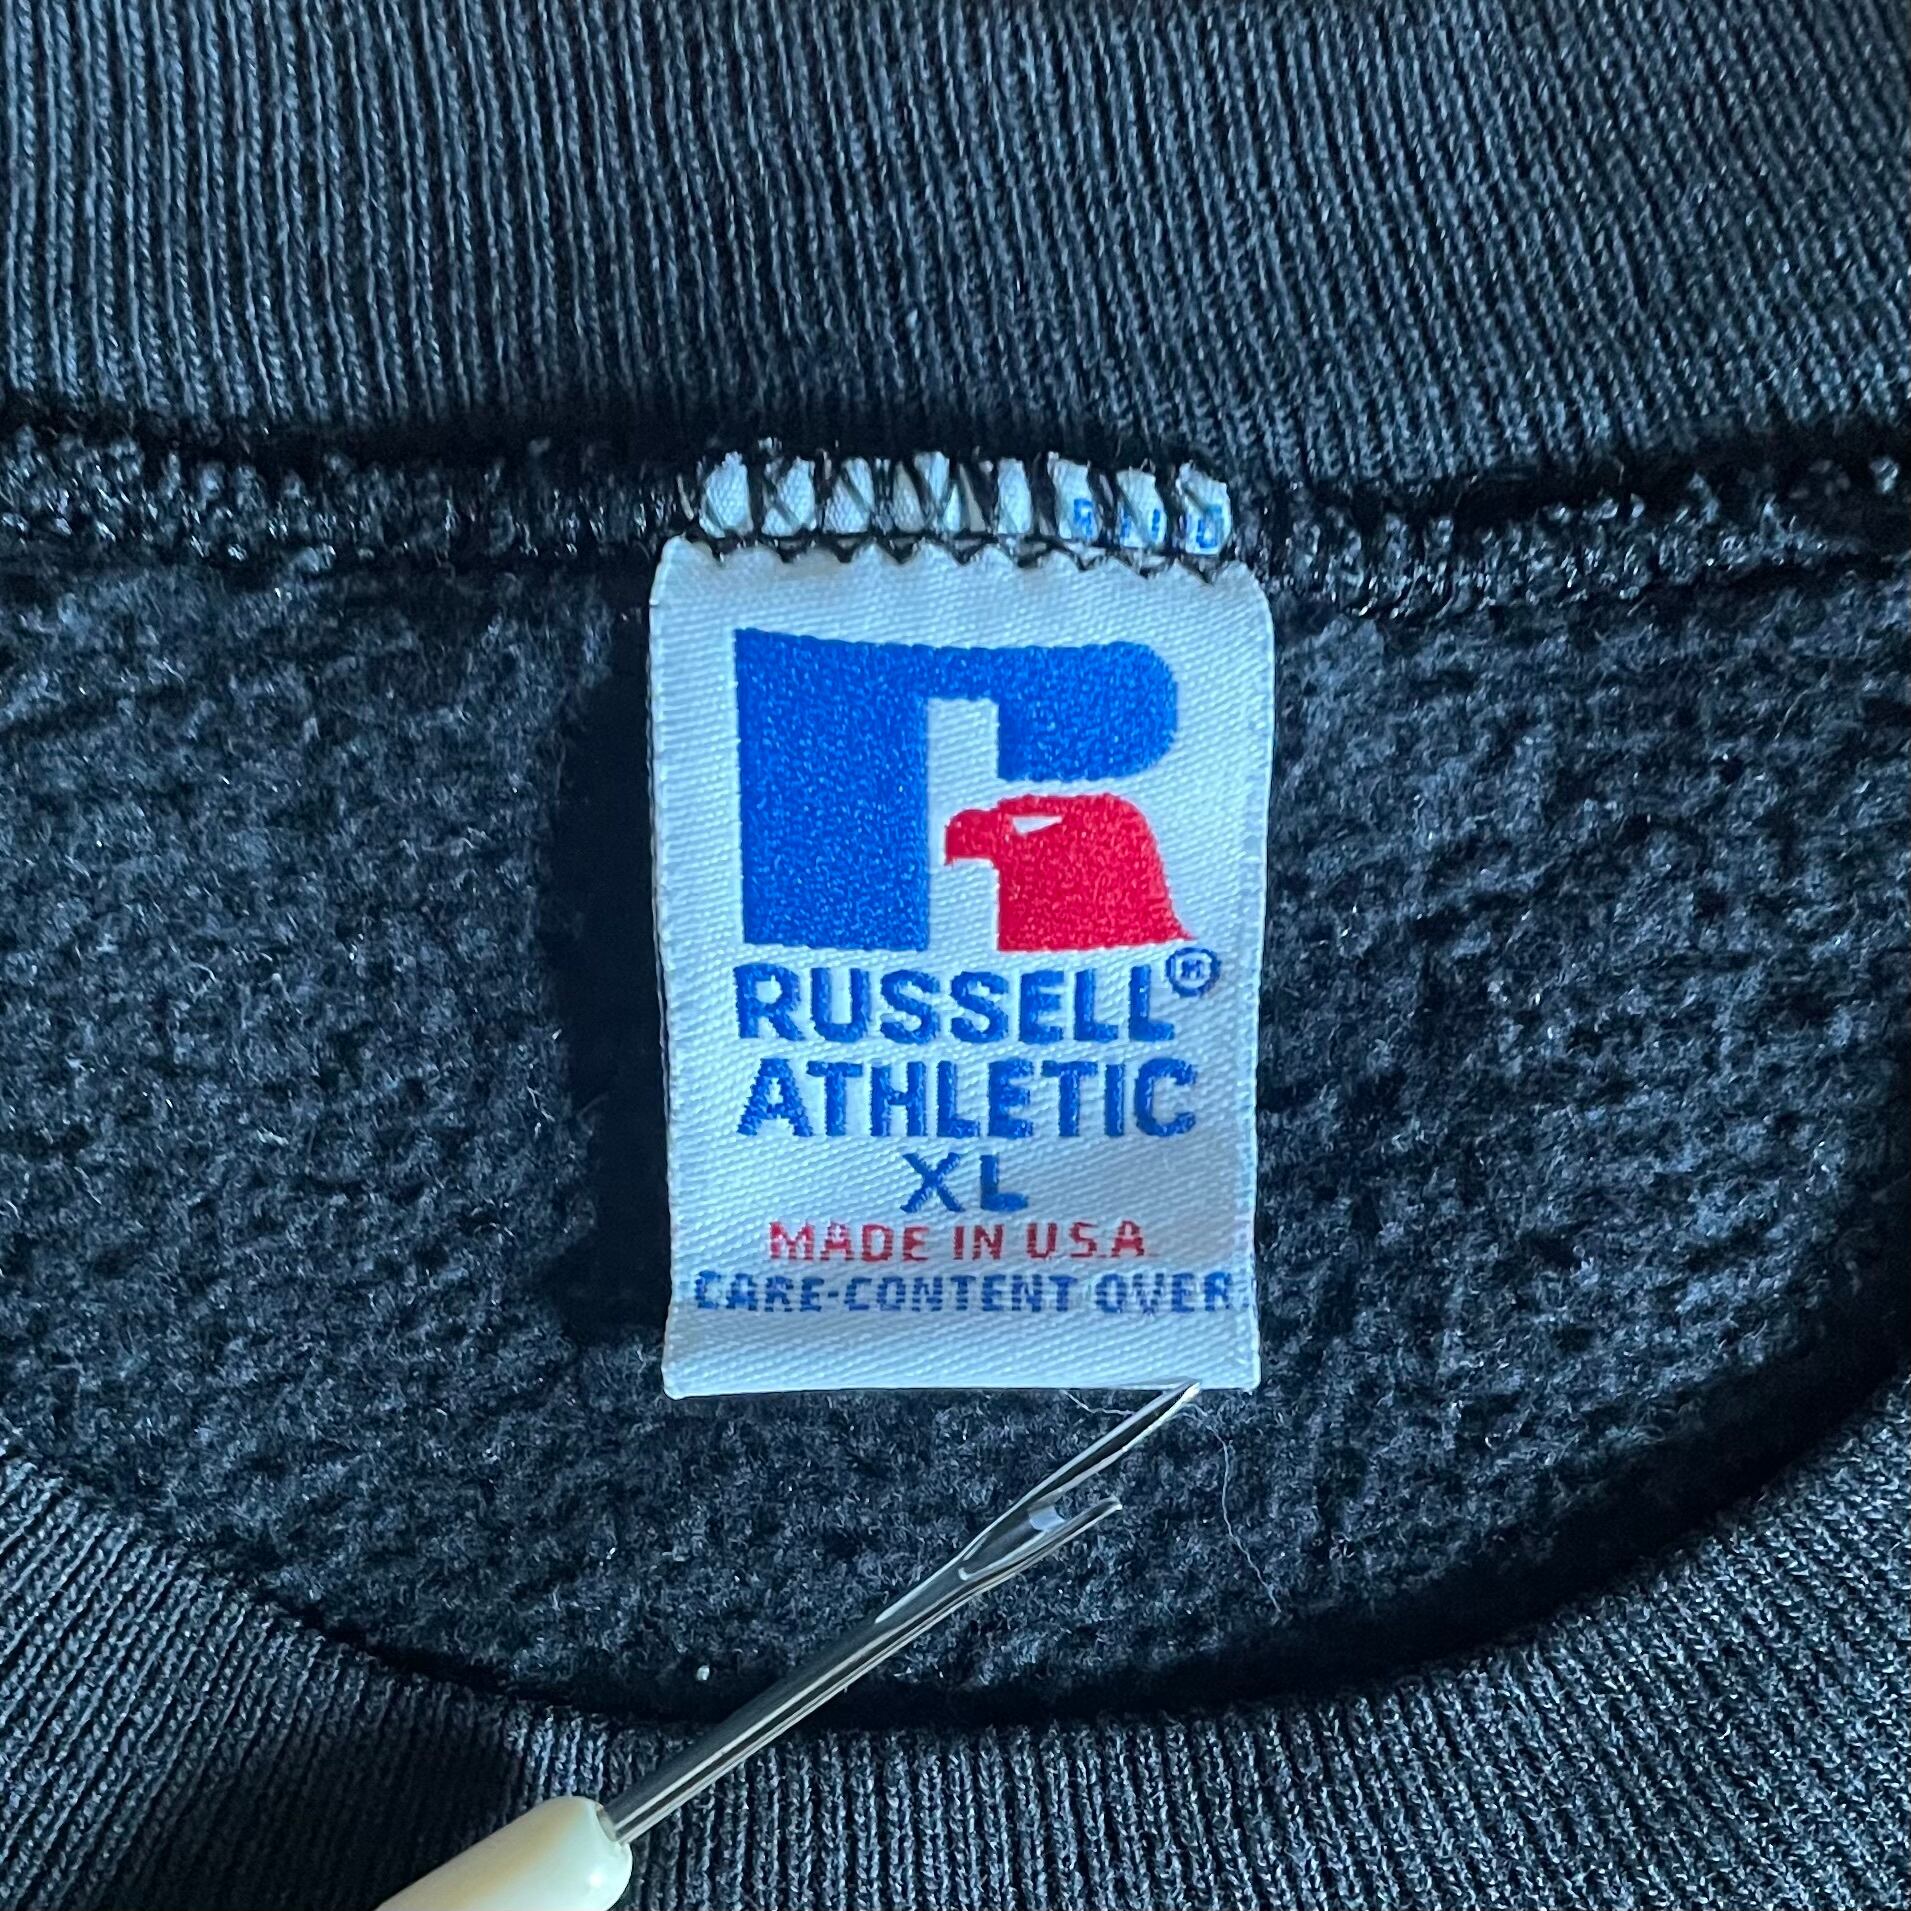 RUSSELL®
ATHLETIC
XL
MADE IN U.S.A.
CARE-CONTENT OVER